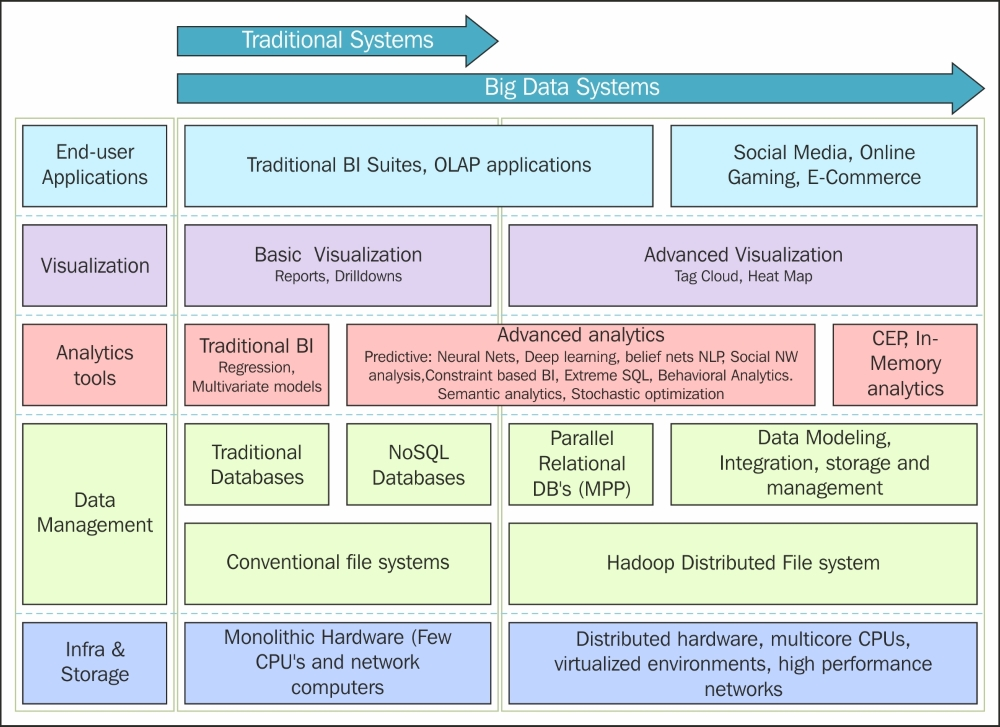 Traditional Systems
Big Data Systems
End-user
Applications
Traditional BI Suites, OLAP applications
Social Media, Online
Gaming, E-Commerce
Visualization
Basic Visualization
Reports, Drilldowns
Advanced Visualization
Tag Cloud, Heat Map
Analytics
tools
Traditional BI
Regression,
Multivariate models
Advanced analytics
Predictive: Neural Nets, Deep learning, belief nets NLP, Social NW
analysis,Constraint based BI, Extreme SQL, Behavioral Analytics.
Semantic analytics, Stochastic optimization
CEP, In-
Memory
analytics
Data
Management
Traditional
Databases
NoSQL
Databases
Parallel
Relational
DB's (MPP)
Data Modeling,
Integration, storage and
management
Conventional file systems
Hadoop Distributed File system
Infra &
Storage
Monolithic Hardware (Few
CPU's and network
computers
Distributed hardware, multicore CPUs,
virtualized environments, high performance
networks